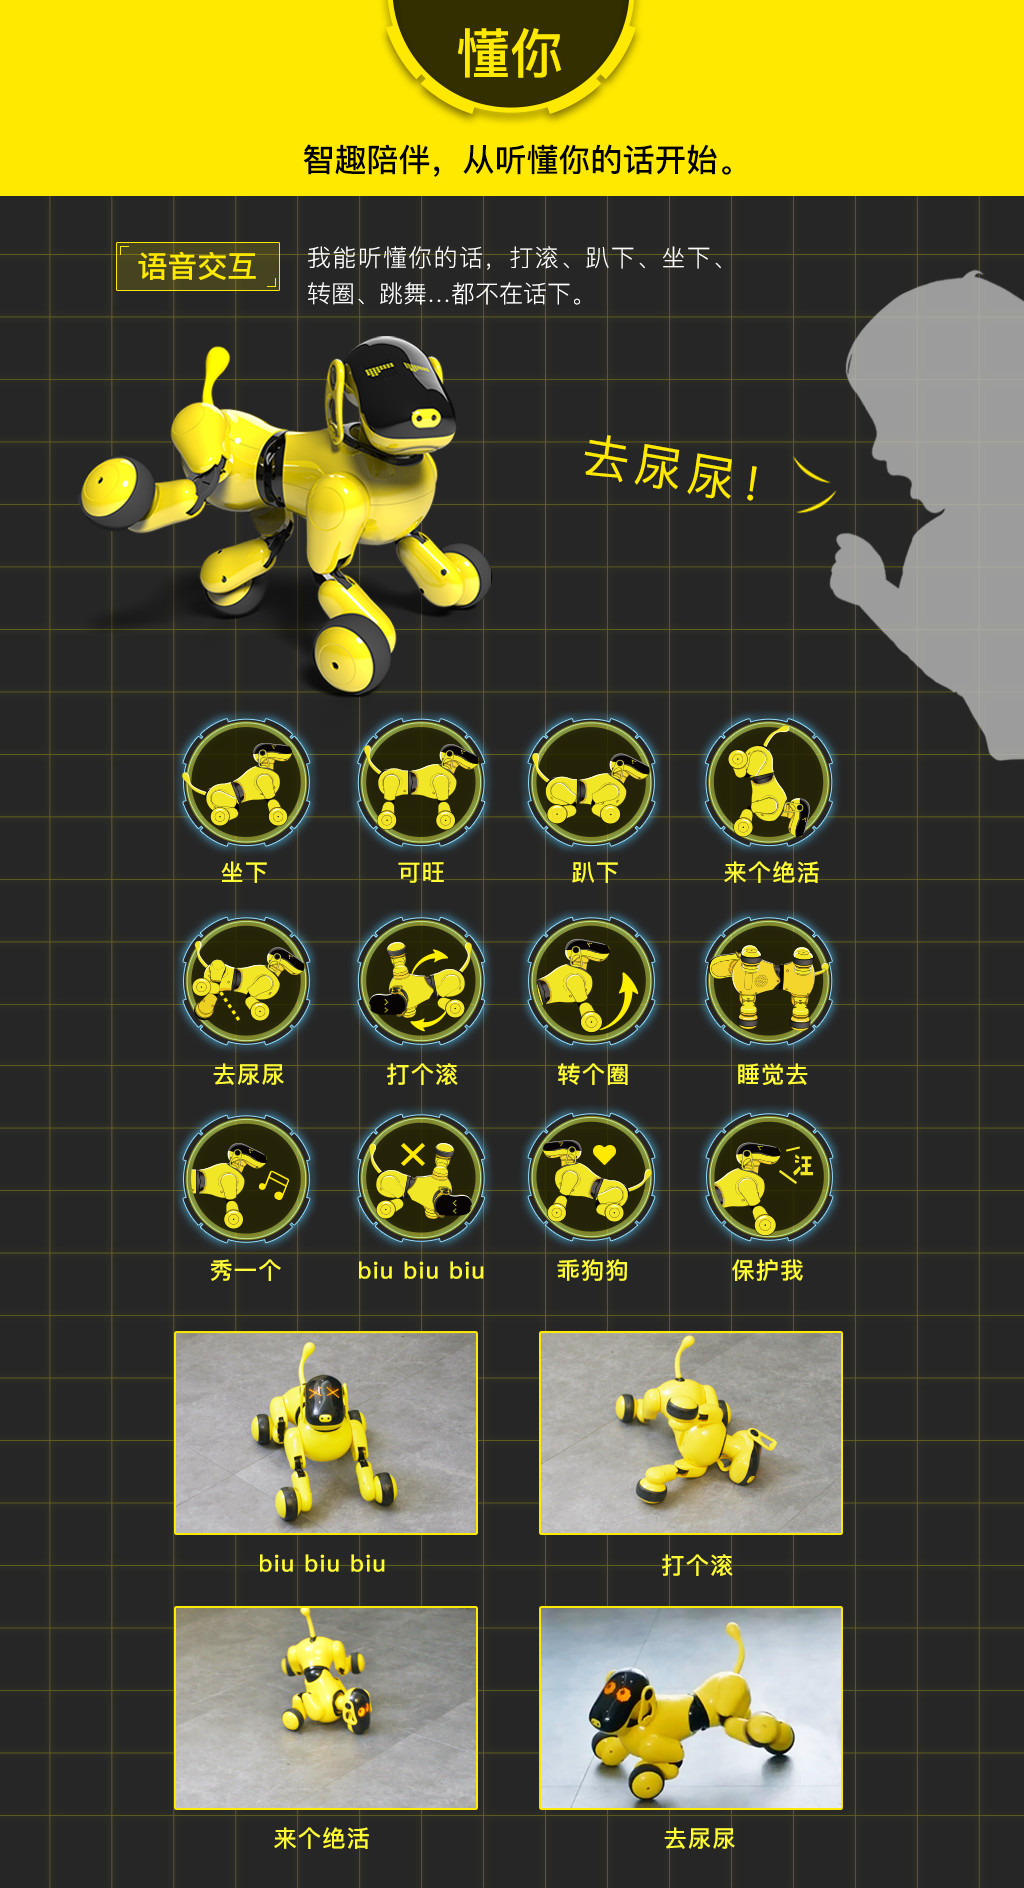 懂你
智趣陪伴，从听懂你的话开始。
语音交互
我能听懂你的话，打滚、趴下、坐下、
转圈、跳舞...都不在话下。
去尿尿！
坐下
可旺
趴下
来个绝活
去尿尿
打个滚
转个圈
睡觉去
汪
秀一个
biu biu biu
乖狗狗
保护我
biu biu biu
打个滚
来个绝活
去尿尿